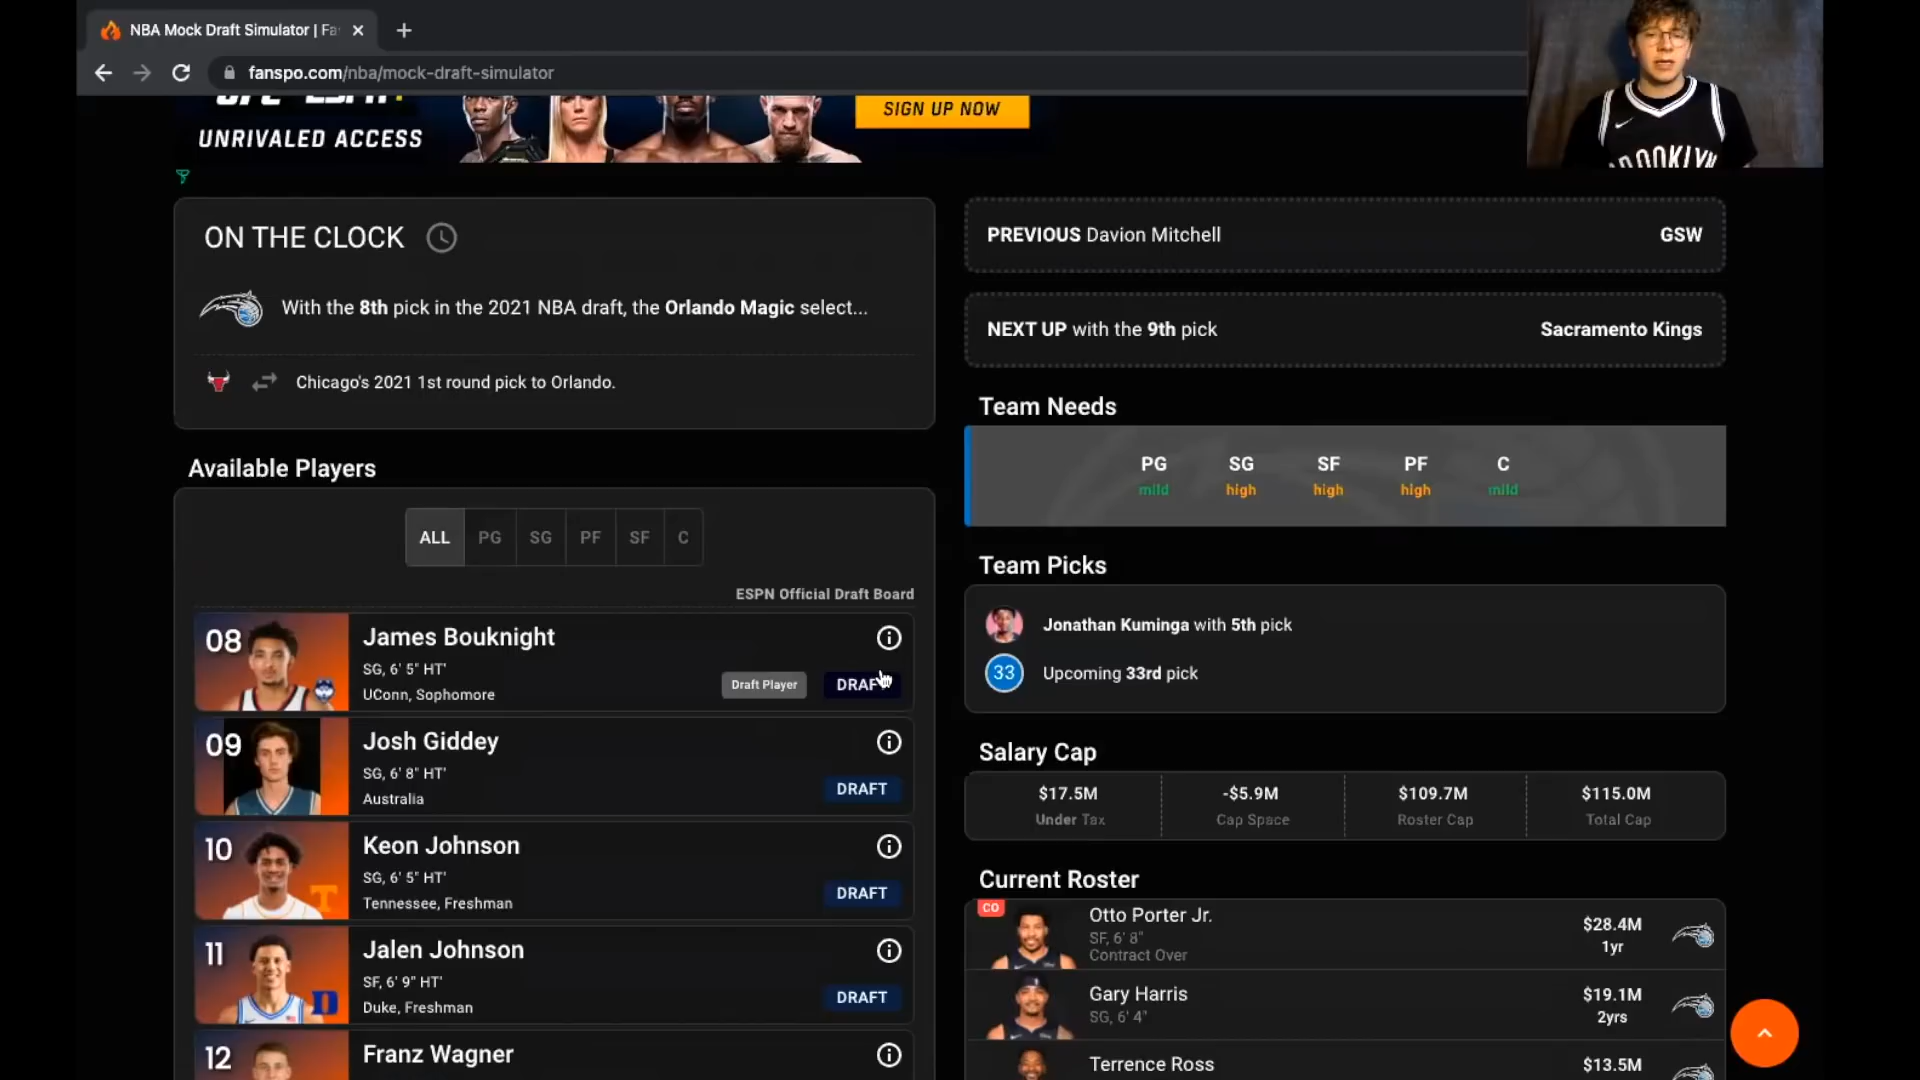 NBA Mock Draft Simulator | Fa
fanspo.com/nba/mock-draft-simulator
UNRIVALED ACCESS
SIGN UP NOW
BROOKLYN
ON THE CLOCK
With the 8th pick in the 2021 NBA draft, the Orlando Magic select...
Chicago's 2021 1st round pick to Orlando.
PREVIOUS Davion Mitchell GSW
NEXT UP with the 9th pick Sacramento Kings
Team Needs
PG SG SF PF C
mild high high high mild
Team Picks
Jonathan Kuminga with 5th pick
33 Upcoming 33rd pick
Salary Cap
$17.5M -$5.9M $109.7M $115.0M
Under Tax Cap Space Roster Cap Total Cap
Current Roster
CO
Otto Porter Jr.
SF, 6' 8"
Contract Over
$28.4M
1yr
Gary Harris
SG, 6' 4"
$19.1M
2yrs
Terrence Ross
$13.5M
Available Players
ALL PG SG PF SF C
ESPN Official Draft Board
08 James Bouknight
SG, 6' 5" HT'
UConn, Sophomore
Draft Player
DRAFT
09 Josh Giddey
SG, 6' 8" HT'
Australia
DRAFT
10 Keon Johnson
SG, 6' 5" HT'
Tennessee, Freshman
DRAFT
11 Jalen Johnson
SF, 6' 9" HT'
Duke, Freshman
DRAFT
12 Franz Wagner